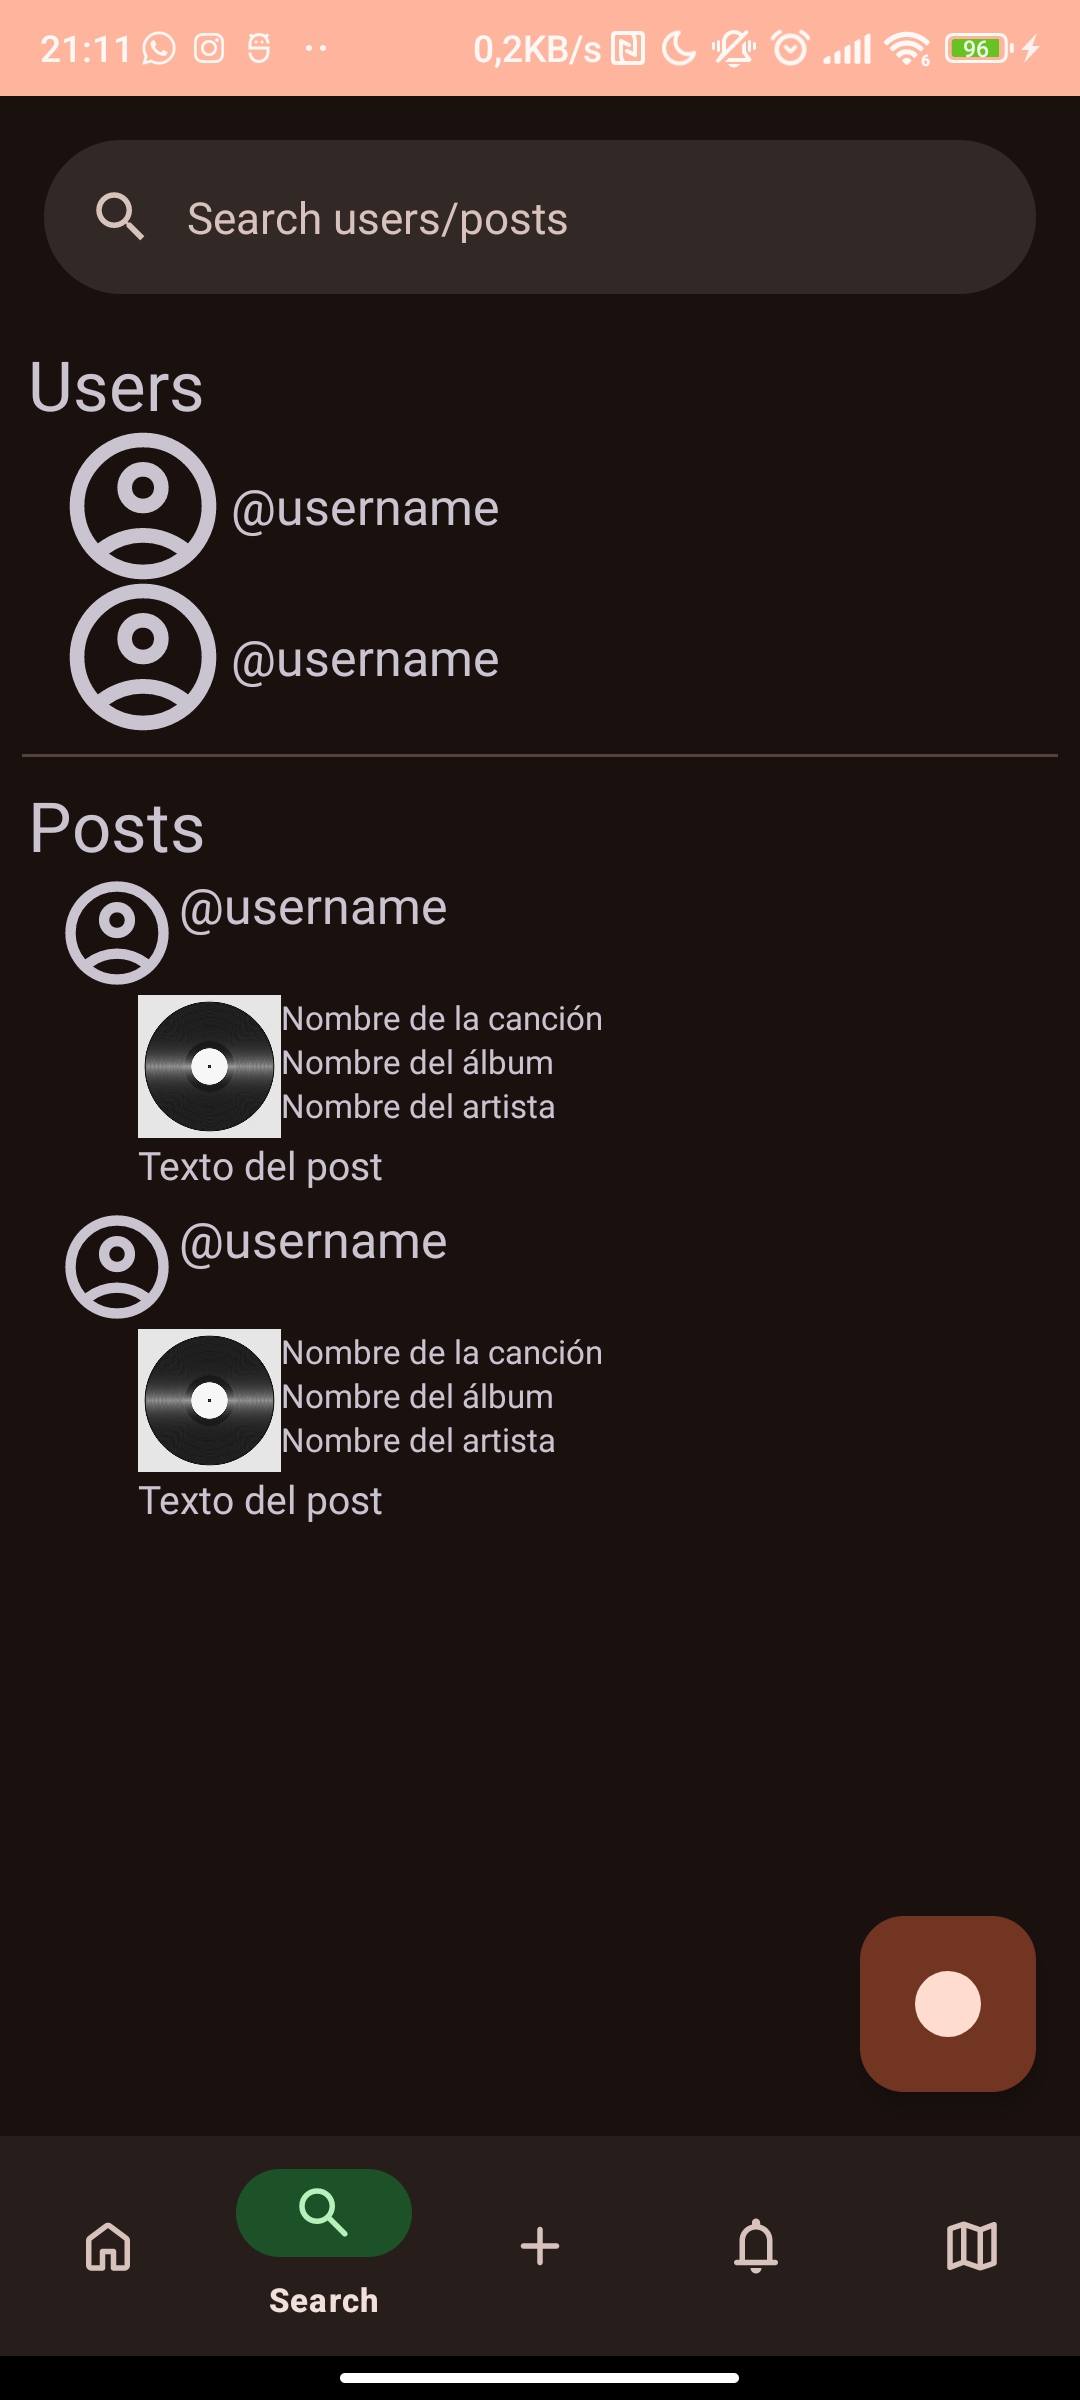 21:11 0,2KB/s 6 96
Search users/posts
Users
@username
@username
Posts
@username
Nombre de la canción
Nombre del álbum
Nombre del artista
Texto del post
@username
Nombre de la canción
Nombre del álbum
Nombre del artista
Texto del post
Search